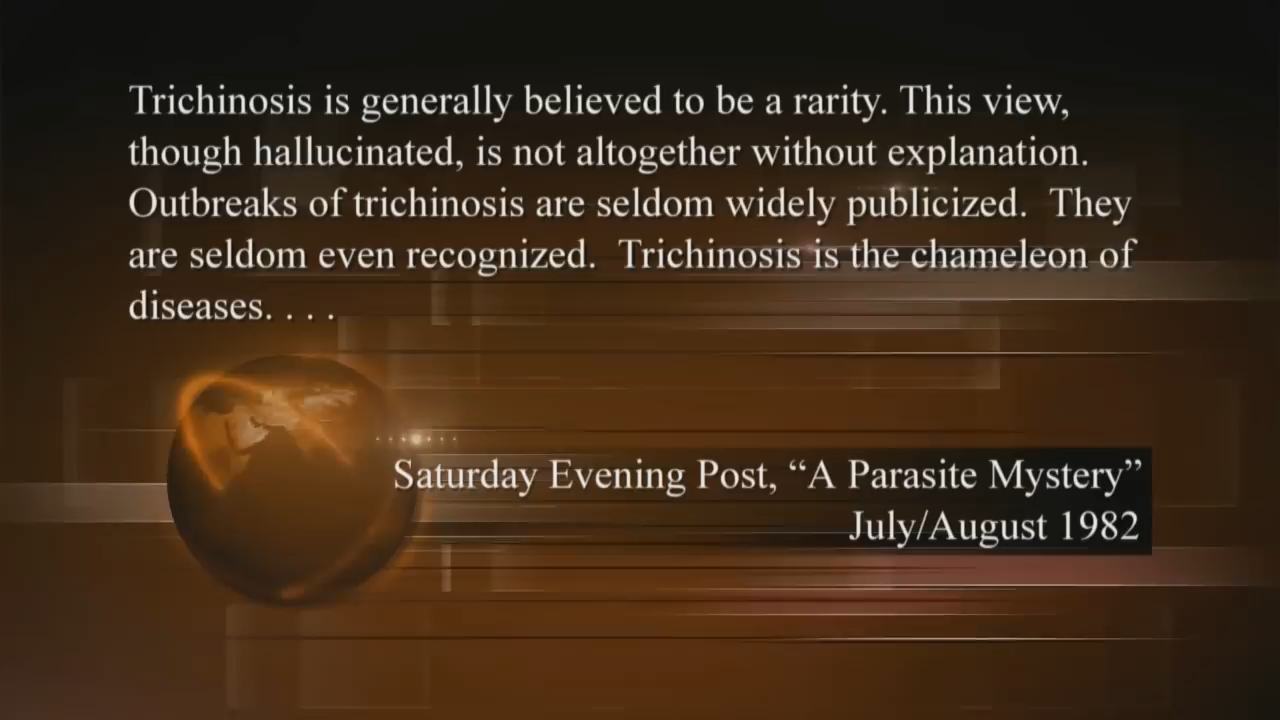 Trichinosis is generally believed to be a rarity. This view,
though hallucinated, is not altogether without explanation.
Outbreaks of trichinosis are seldom widely publicized.  They
are seldom even recognized.  Trichinosis is the chameleon of
diseases. . . .
Saturday Evening Post, “A Parasite Mystery”
July/August 1982